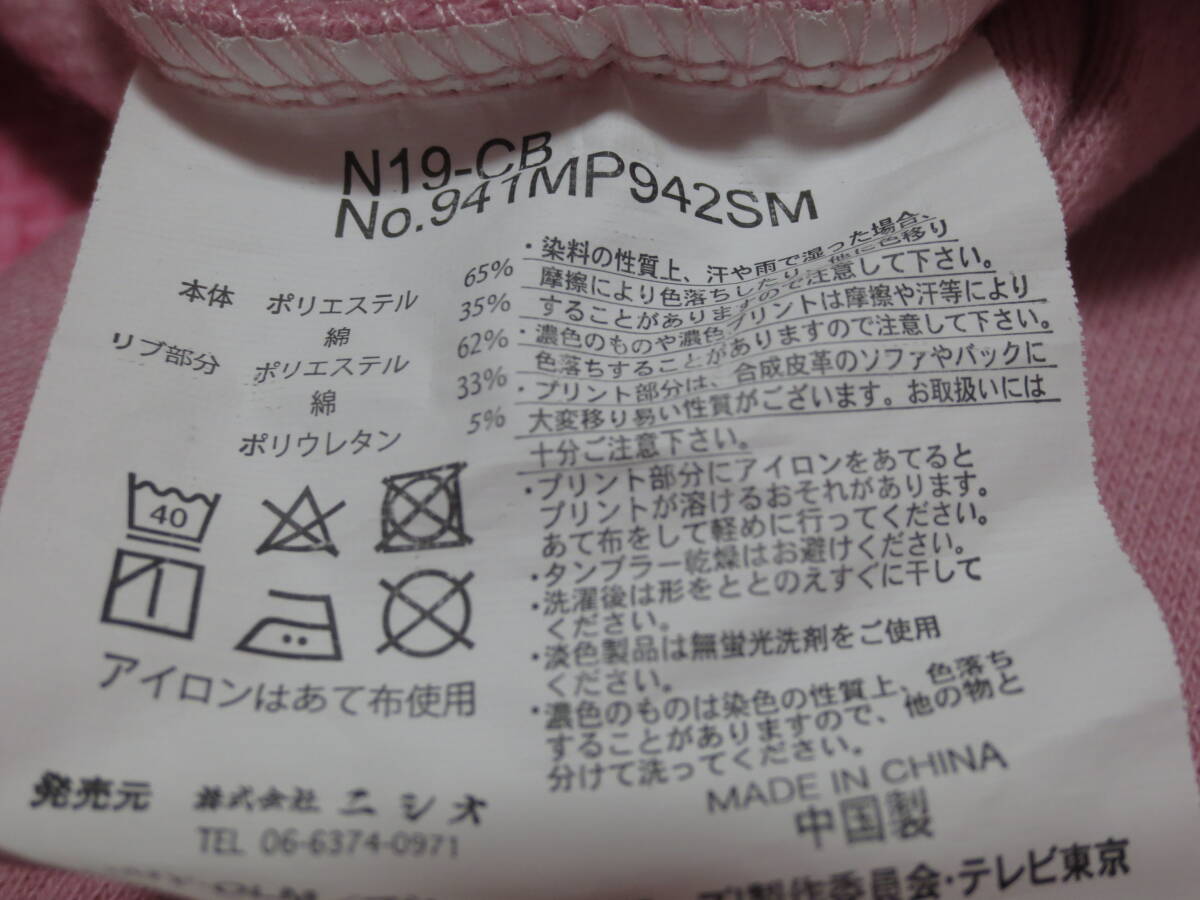 N19-CB
No.941MP942SM
本体 ポリエステル 65%
綿 35%
リブ部分 ポリエステル 62%
綿 33%
ポリウレタン 5%
40
アイロンはあて布使用
・染料の性質上、汗や雨で湿った場合、
摩擦により色落ちしたり、他に色移り
することがありますので注意して下さい。
・濃色のものや濃色プリントは摩擦や汗等により
色落ちすることがありますので注意して下さい。
・プリント部分は、合成皮革のソファやバックに
大変移り易い性質がございます。お取扱いには
十分ご注意下さい。
・プリント部分にアイロンをあてると
プリントが溶けるおそれがあります。
あて布をして軽めに行ってください。
・タンブラー乾燥はお避けください。
・洗濯後は形をととのえすぐに干して
ください。
・淡色製品は無蛍光洗剤をご使用
ください。
・濃色のものは染色の性質上、色落ち
することがありますので、他の物と
分けて洗ってください。
発売元 株式会社 ニシオ
TEL 06-6374-0971
MADE IN CHINA
中国製
製作委員会・テレビ東京